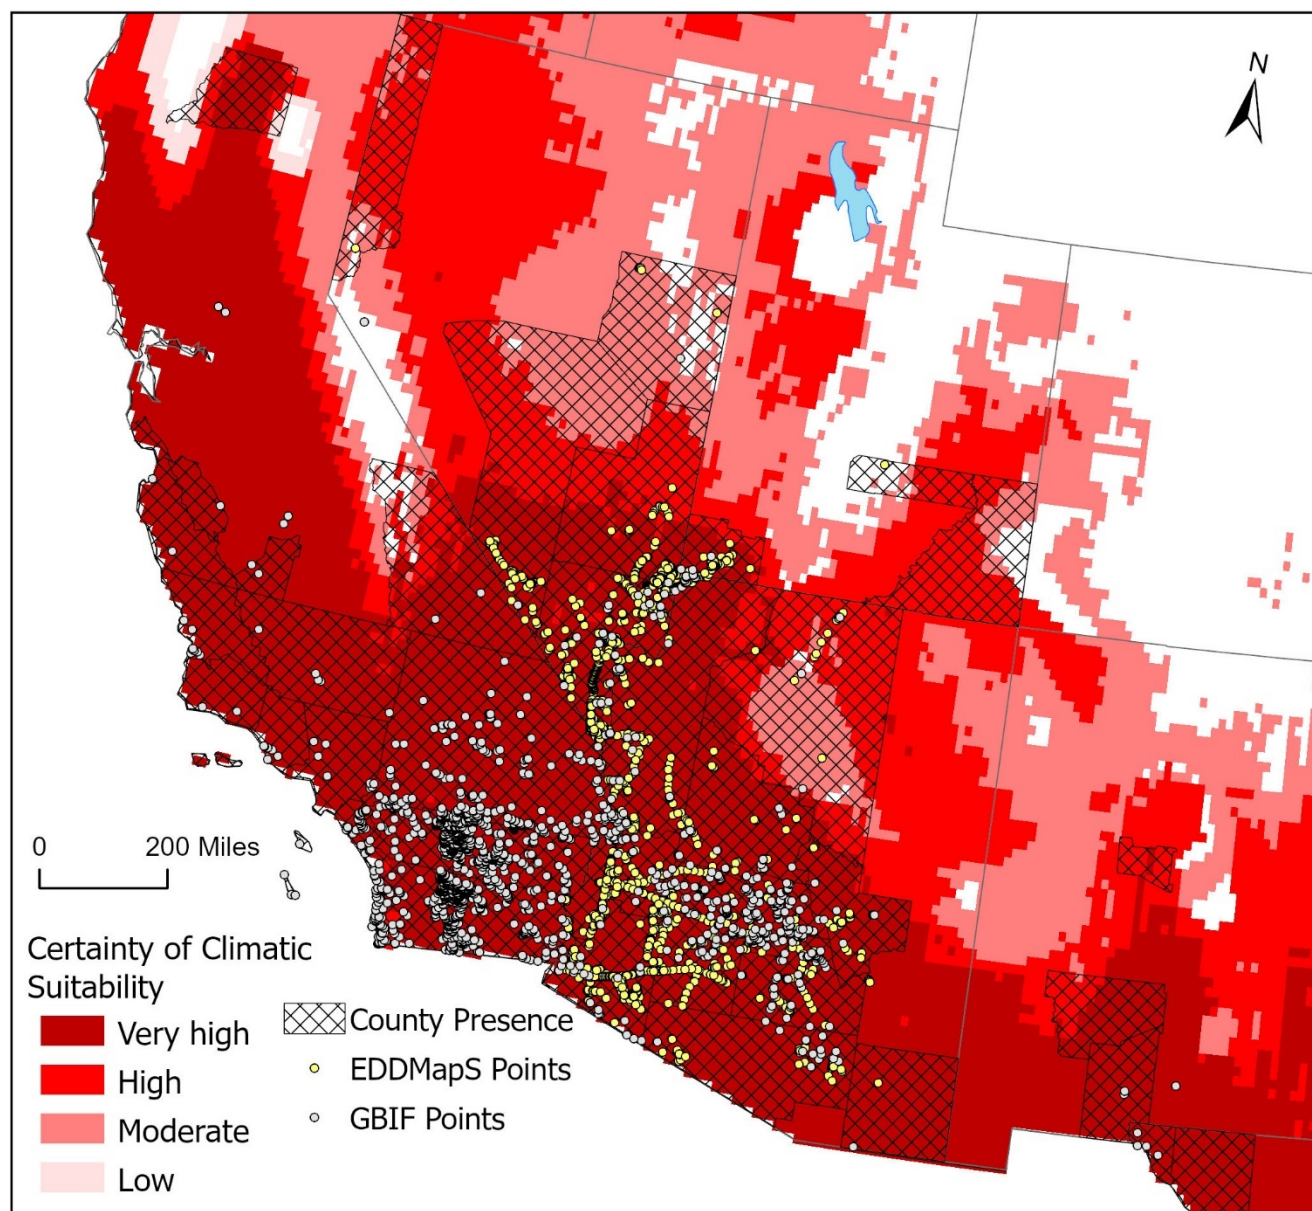 N
0 200 Miles
Certainty of Climatic
Suitability
Very high
High
Moderate
Low
County Presence
EDDMapS Points
GBIF Points